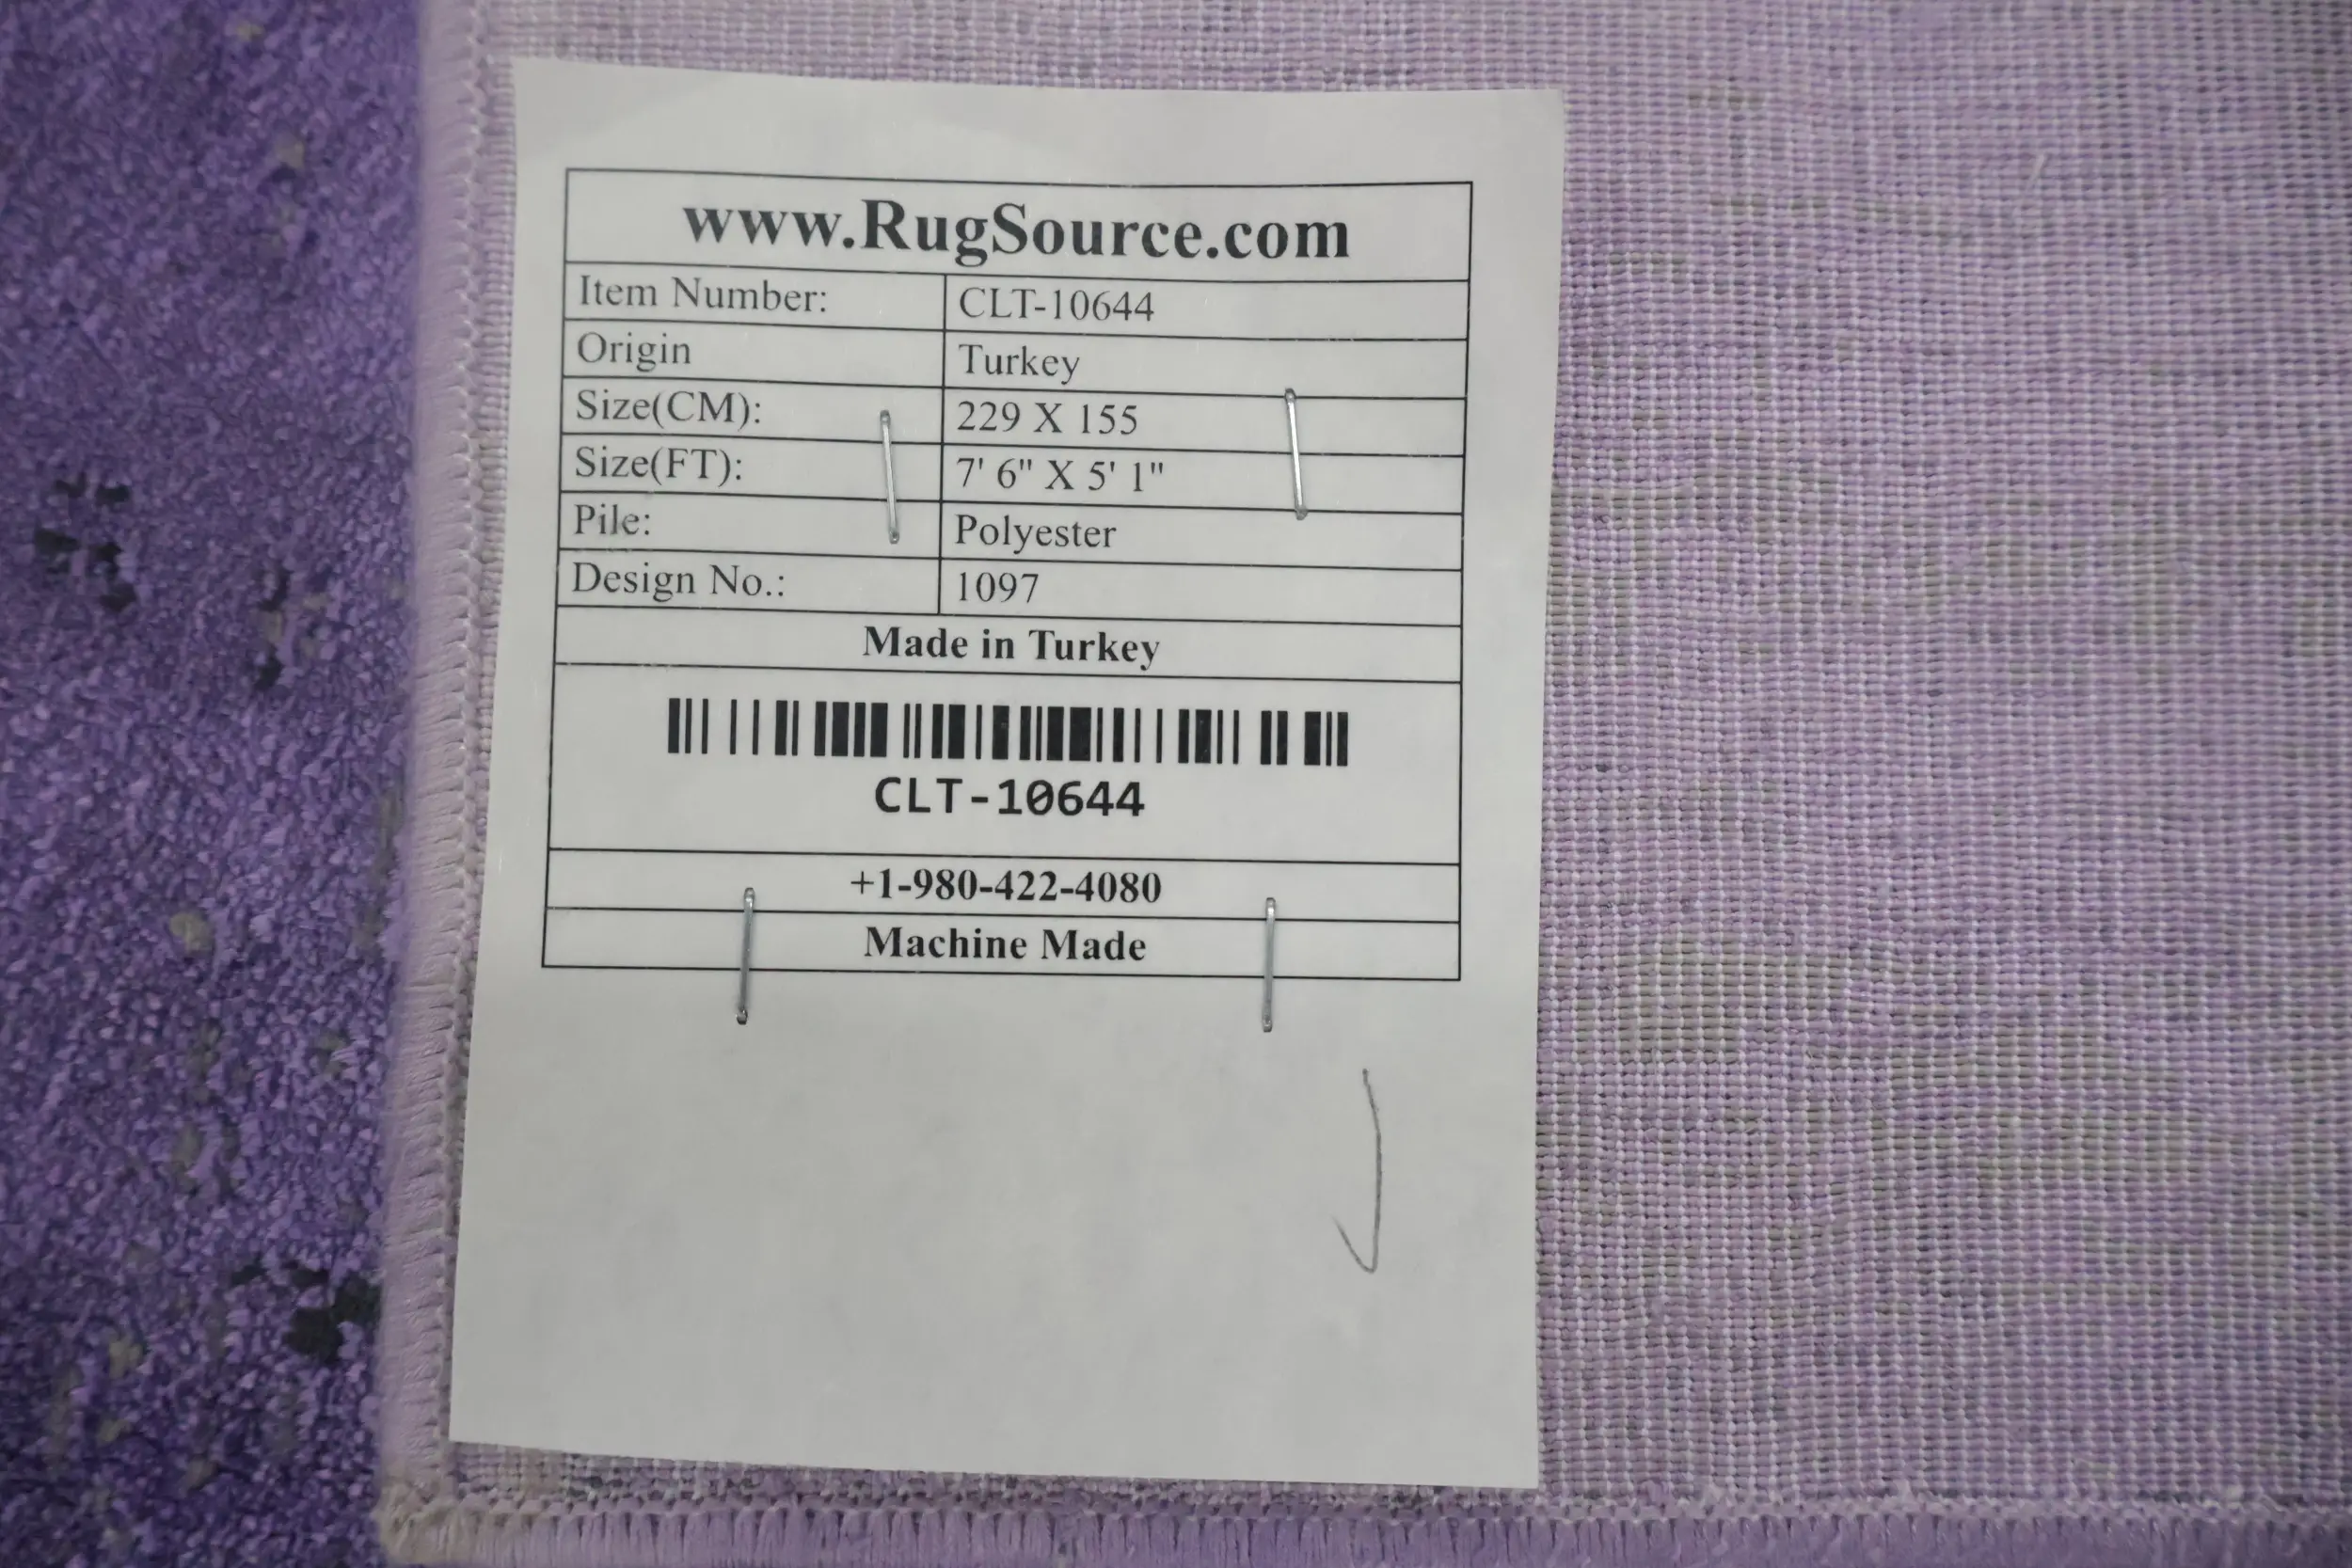 www.RugSource.com
Item Number: CLT-10644
Origin Turkey
Size(CM): 229 X 155
Size(FT): 7' 6" X 5' 1"
Pile: Polyester
Design No.: 1097
Made in Turkey
CLT-10644
+1-980-422-4080
Machine Made